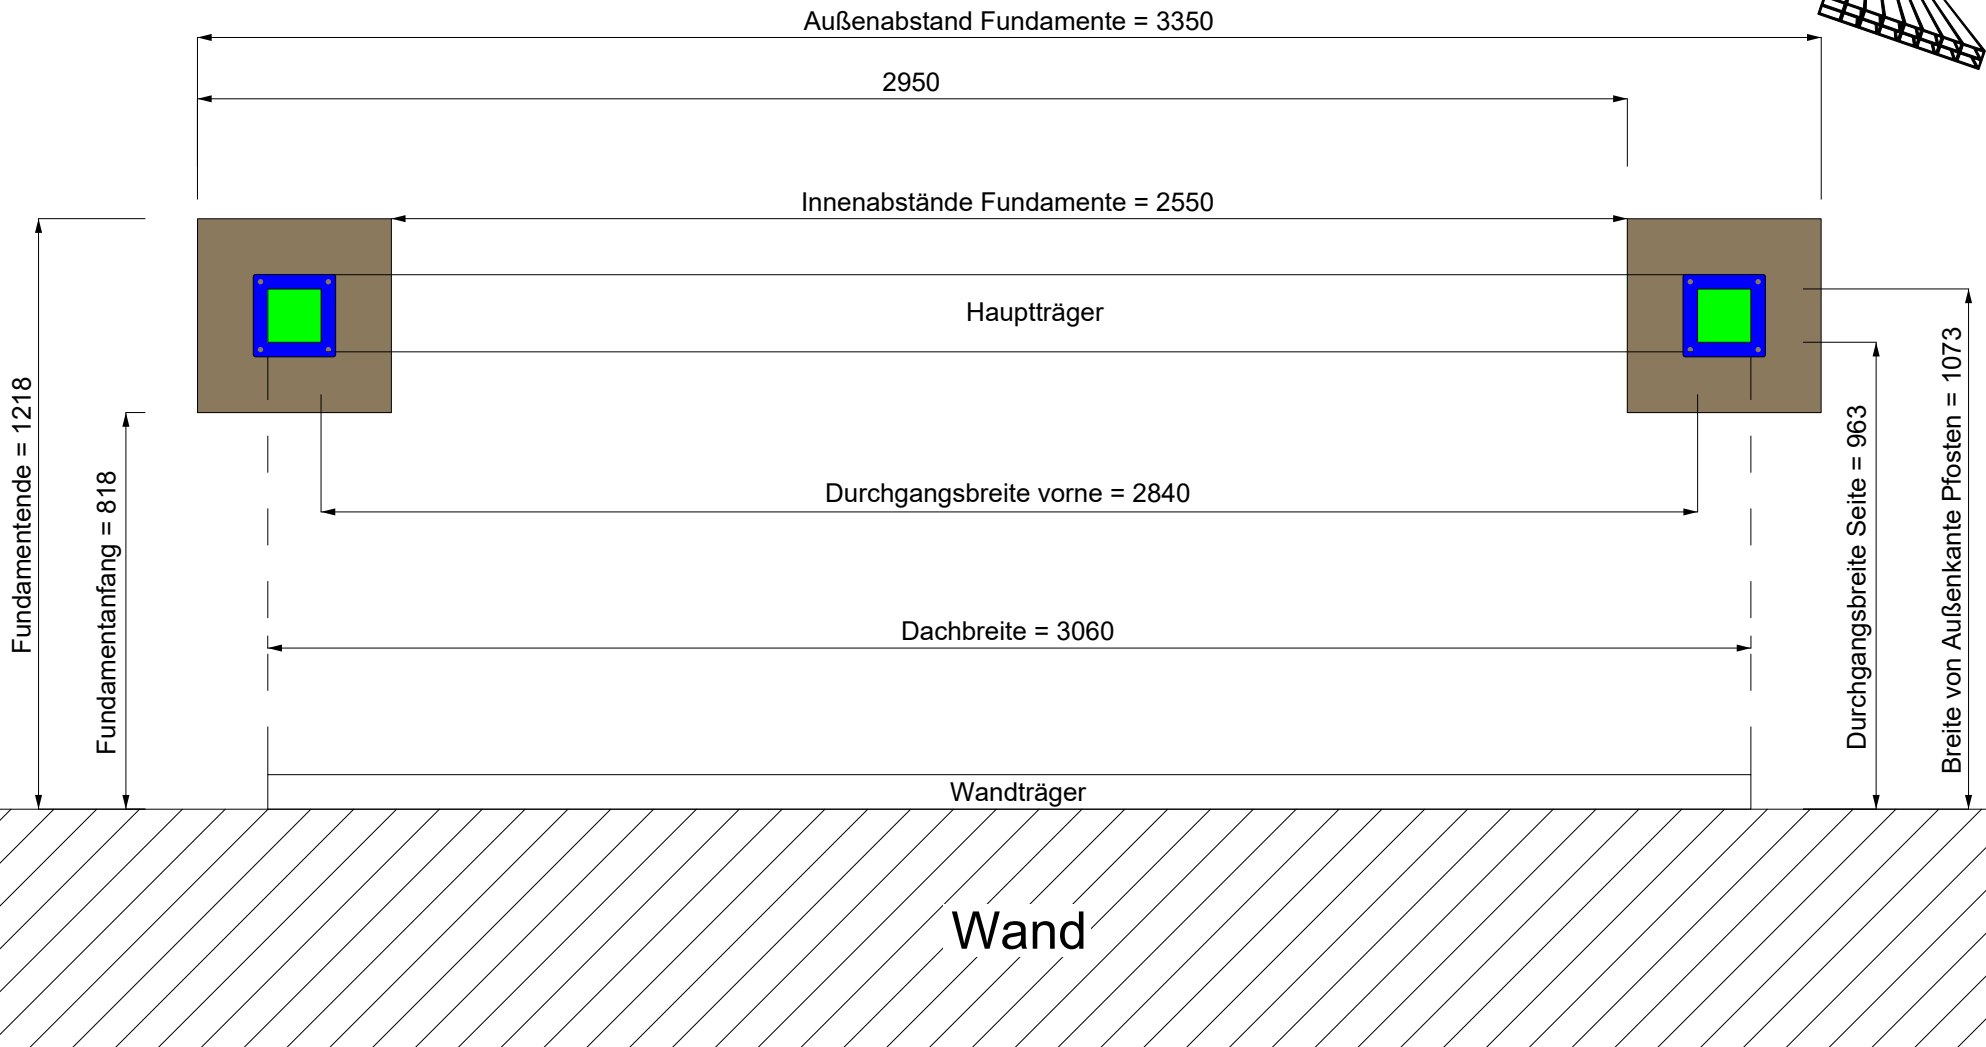 Außenabstand Fundamente = 3350
2950
Innenabstände Fundamente = 2550
Hauptträger
Fundamentende = 1218
Fundamentanfang = 818
Durchgangsbreite vorne = 2840
Durchgangsbreite Seite = 963
Breite von Außenkante Pfosten = 1073
Dachbreite = 3060
Wandträger
Wand